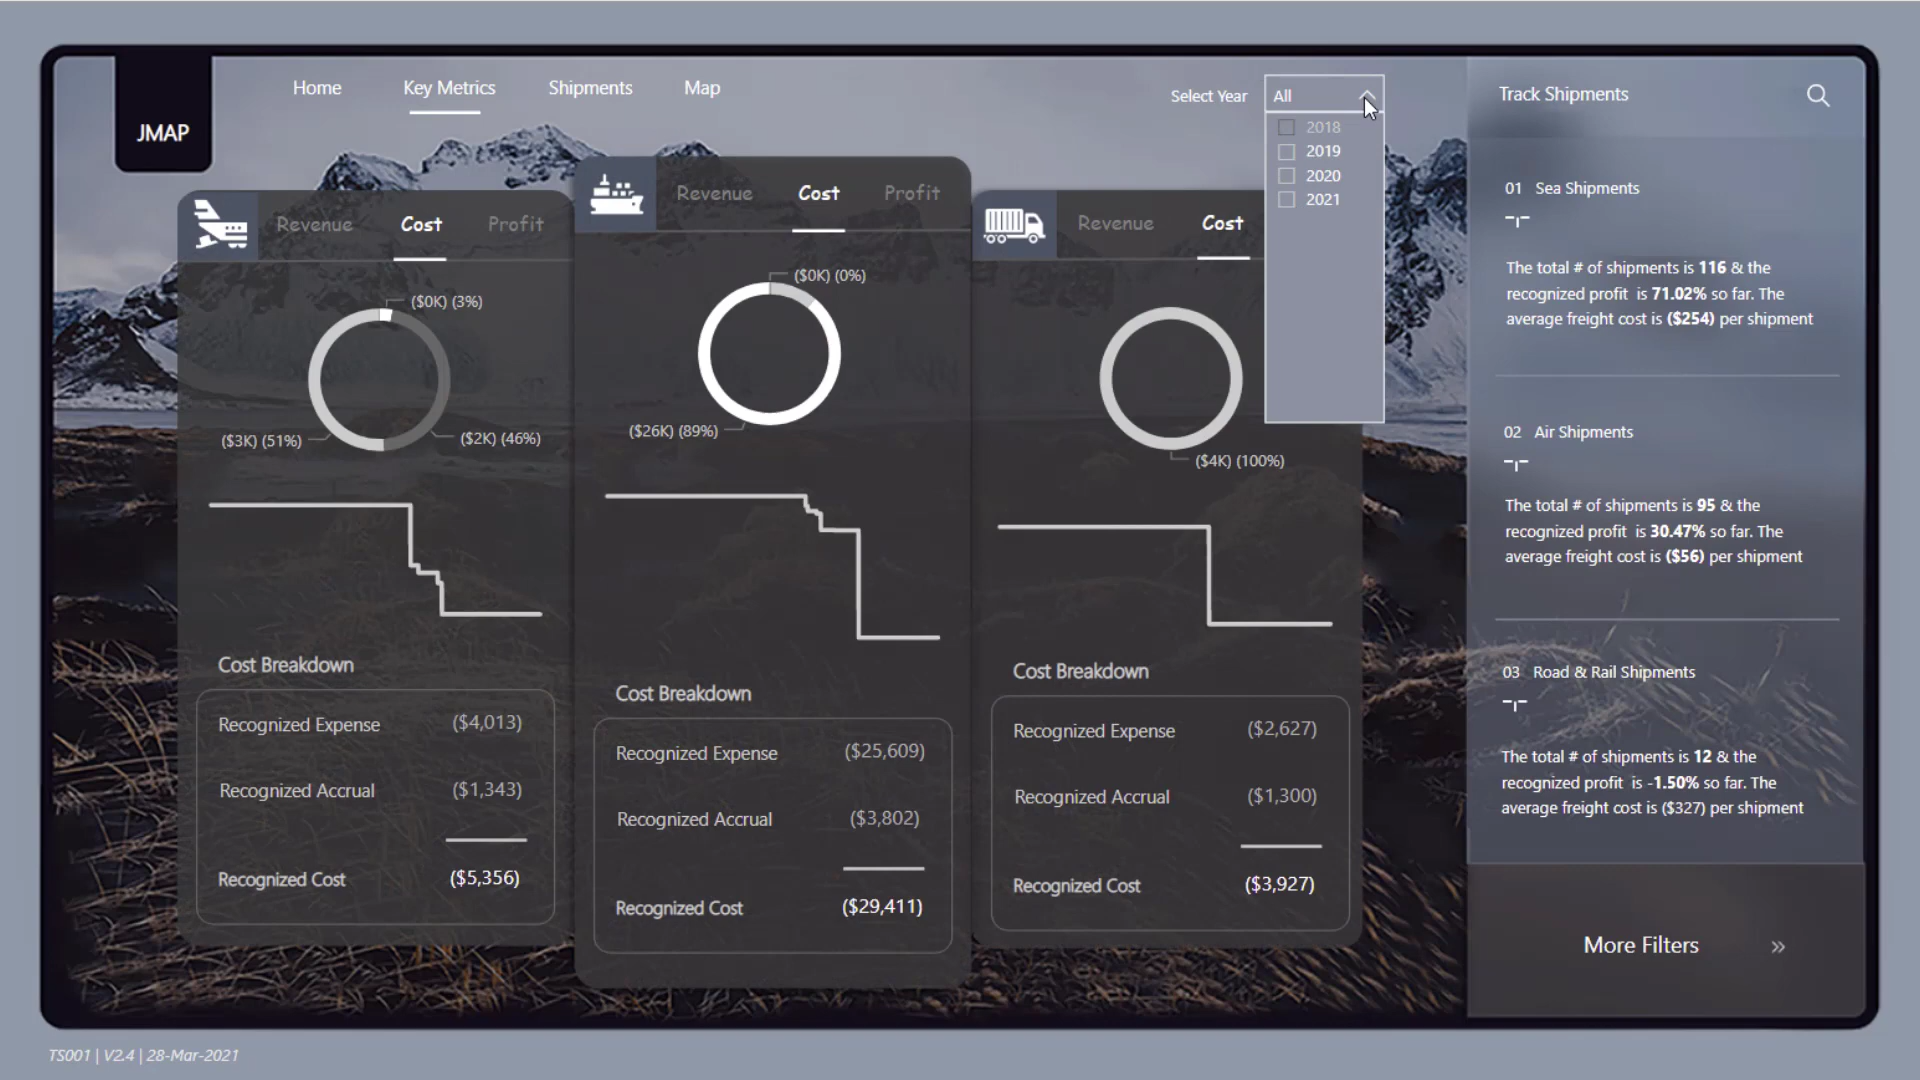 JMAP
Home
Key Metrics
Shipments
Map
Select Year
All
2018
2019
2020
2021
Revenue
Cost
Profit
($0K) (3%)
($3K) (51%)
($2K) (46%)
Cost Breakdown
Recognized Expense ($4,013)
Recognized Accrual ($1,343)
Recognized Cost ($5,356)
Revenue
Cost
Profit
($0K) (0%)
($26K) (89%)
Cost Breakdown
Recognized Expense ($25,609)
Recognized Accrual ($3,802)
Recognized Cost ($29,411)
Revenue
Cost
($4K) (100%)
Cost Breakdown
Recognized Expense ($2,627)
Recognized Accrual ($1,300)
Recognized Cost ($3,927)
Track Shipments
01 Sea Shipments
The total # of shipments is 116 & the
recognized profit is 71.02% so far. The
average freight cost is ($254) per shipment
02 Air Shipments
The total # of shipments is 95 & the
recognized profit is 30.47% so far. The
average freight cost is ($56) per shipment
03 Road & Rail Shipments
The total # of shipments is 12 & the
recognized profit is -1.50% so far. The
average freight cost is ($327) per shipment
More Filters »
TS001 | V2.4 | 28-Mar-2021